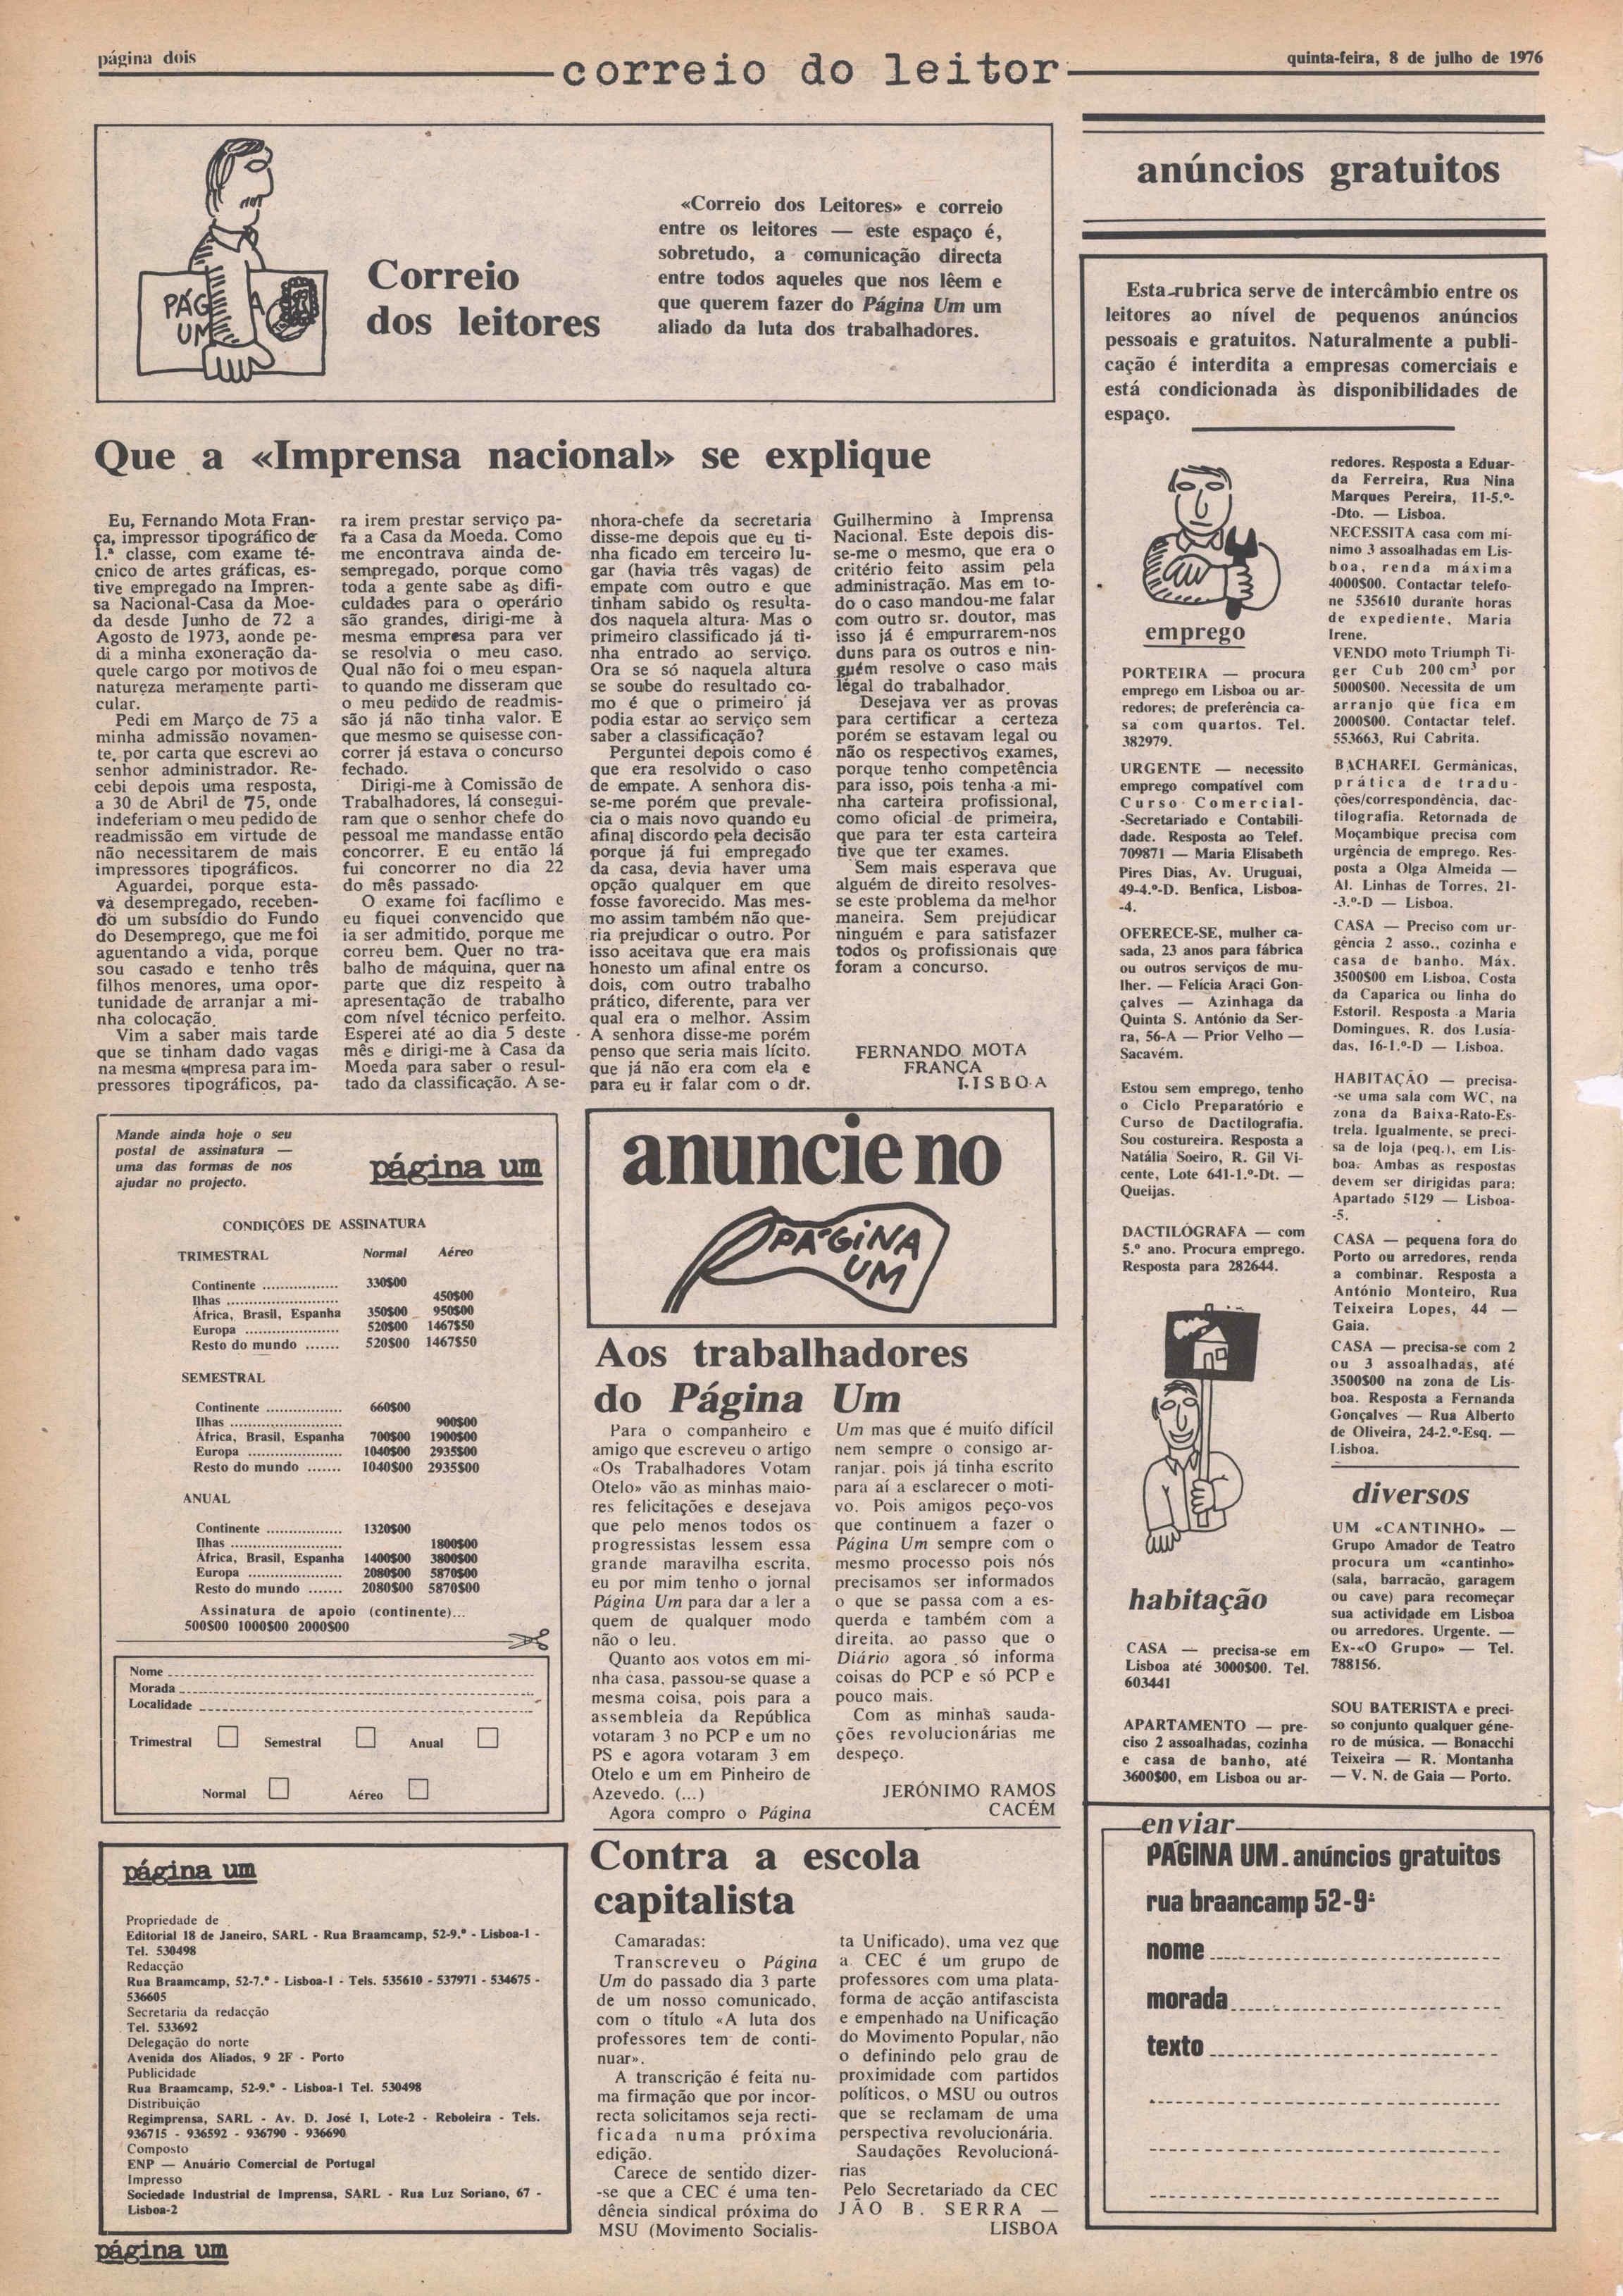 página dois
correio do leitor
quinta-feira, 8 de julho de 1976
PÁG
UM
A
Correio
dos leitores
«Correio dos Leitores» e correio
entre os leitores — este espaço é,
sobretudo, a comunicação directa
entre todos aqueles que nos lêem e
que querem fazer do Página Um um
aliado da luta dos trabalhadores.
Que a «Imprensa nacional» se explique
Eu, Fernando Mota Fran-
ça, impressor tipográfico de
1.ª classe, com exame té-
cnico de artes gráficas, es-
tive empregado na Impren-
sa Nacional-Casa da Moe-
da desde Junho de 72 a
Agosto de 1973, aonde pe-
di a minha exoneração da-
quele cargo por motivos de
natureza meramente parti-
cular.
Pedi em Março de 75 a
minha admissão novamen-
te, por carta que escrevi ao
senhor administrador. Re-
cebi depois uma resposta,
a 30 de Abril de 75, onde
indeferiam o meu pedido de
readmissão em virtude de
não necessitarem de mais
impressores tipográficos.
Aguardei, porque esta-
va desempregado, receben-
do um subsídio do Fundo
do Desemprego, que me foi
aguentando a vida, porque
sou casado e tenho três
filhos menores, uma opor-
tunidade de arranjar a mi-
nha colocação.
Vim a saber mais tarde
que se tinham dado vagas
na mesma empresa para im-
pressores tipográficos, pa-
ra irem prestar serviço pa-
ra a Casa da Moeda. Como
me encontrava ainda de-
sempregado, porque como
toda a gente sabe as difi-
culdades para o operário
são grandes, dirigi-me à
mesma empresa para ver
se resolvia o meu caso.
Qual não foi o meu espan-
to quando me disseram que
o meu pedido de readmis-
são já não tinha valor. E
que mesmo se quisesse con-
correr já estava o concurso
fechado.
Dirigi-me à Comissão de
Trabalhadores, lá consegui-
ram que o senhor chefe do
pessoal me mandasse então
concorrer. E eu então lá
fui concorrer no dia 22
do mês passado.
O exame foi facílimo e
eu fiquei convencido que
ia ser admitido, porque me
correu bem. Quer no tra-
balho de máquina, quer na
parte que diz respeito à
apresentação de trabalho
com nível técnico perfeito.
Esperei até ao dia 5 deste
mês e dirigi-me à Casa da
Moeda para saber o resul-
tado da classificação. A se-
nhora-chefe da secretaria
disse-me depois que eu ti-
nha ficado em terceiro lu-
gar (havia três vagas) de
empate com outro e que
tinham sabido os resulta-
dos naquela altura. Mas o
primeiro classificado já ti-
nha entrado ao serviço.
Ora se só naquela altura
se soube do resultado co-
mo é que o primeiro já
podia estar ao serviço sem
saber a classificação?
Perguntei depois como é
que era resolvido o caso
de empate. A senhora dis-
se-me porém que prevale-
cia o mais novo quando eu
afinal discordo pela decisão
porque já fui empregado
da casa, devia haver uma
opção qualquer em que
fosse favorecido. Mas mes-
mo assim também não que-
ria prejudicar o outro. Por
isso aceitava que era mais
honesto um afinal entre os
dois, com outro trabalho
prático, diferente, para ver
qual era o melhor. Assim
A senhora disse-me porém
penso que seria mais lícito.
que já não era com ela e
para eu ir falar com o dr.
Guilhermino à Imprensa
Nacional. Este depois dis-
se-me o mesmo, que era o
critério feito assim pela
administração. Mas em to-
do o caso mandou-me falar
com outro sr. doutor, mas
isso já é empurrarem-nos
duns para os outros e nin-
guém resolve o caso mais
legal do trabalhador.
Desejava ver as provas
para certificar a certeza
porém se estavam legal ou
não os respectivos exames,
porque tenho competência
para isso, pois tenha a mi-
nha carteira profissional,
como oficial de primeira,
que para ter esta carteira
tive que ter exames.
Sem mais esperava que
alguém de direito resolves-
se este problema da melhor
maneira. Sem prejudicar
ninguém e para satisfazer
todos os profissionais que
foram a concurso.
FERNANDO MOTA
FRANÇA
LISBOA
Mande ainda hoje o seu
postal de assinatura —
uma das formas de nos
ajudar no projecto.
página um
CONDIÇÕES DE ASSINATURA
TRIMESTRAL Normal Aéreo
Continente ................. 330$00
Ilhas ........................ 450$00
África, Brasil, Espanha 350$00 950$00
Europa ..................... 520$00 1467$50
Resto do mundo ....... 520$00 1467$50
SEMESTRAL
Continente ................. 660$00
Ilhas ........................ 900$00
África, Brasil, Espanha 700$00 1900$00
Europa ..................... 1040$00 2935$00
Resto do mundo ....... 1040$00 2935$00
ANUAL
Continente ................. 1320$00
Ilhas ........................ 1800$00
África, Brasil, Espanha 1400$00 3800$00
Europa ..................... 2080$00 5870$00
Resto do mundo ....... 2080$00 5870$00
Assinatura de apoio (continente)...
500$00 1000$00 2000$00
Nome
Morada
Localidade
Trimestral Semestral Anual
Normal Aéreo
página um
Propriedade de
Editorial 18 de Janeiro, SARL - Rua Braamcamp, 52-9.º - Lisboa-1 -
Tel. 530498
Redacção
Rua Braamcamp, 52-7.º - Lisboa-1 - Tels. 535610 - 537971 - 534675 -
536605
Secretaria da redacção
Tel. 533692
Delegação do norte
Avenida dos Aliados, 9 2F - Porto
Publicidade
Rua Braamcamp, 52-9.º - Lisboa-1 Tel. 530498
Distribuição
Regimprensa, SARL - Av. D. José I, Lote-2 - Reboleira - Tels.
936715 - 936592 - 936790 - 936690
Composto
ENP — Anuário Comercial de Portugal
Impresso
Sociedade Industrial de Imprensa, SARL - Rua Luz Soriano, 67 -
Lisboa-2
página um
anuncie no
PÁGINA
UM
Aos trabalhadores
do Página Um
Para o companheiro e
amigo que escreveu o artigo
«Os Trabalhadores Votam
Otelo» vão as minhas maio-
res felicitações e desejava
que pelo menos todos os
progressistas lessem essa
grande maravilha escrita,
eu por mim tenho o jornal
Página Um para dar a ler a
quem de qualquer modo
não o leu.
Quanto aos votos em mi-
nha casa, passou-se quase a
mesma coisa, pois para a
assembleia da República
votaram 3 no PCP e um no
PS e agora votaram 3 em
Otelo e um em Pinheiro de
Azevedo. (...)
Agora compro o Página
Um mas que é muito difícil
nem sempre o consigo ar-
ranjar, pois já tinha escrito
para aí a esclarecer o moti-
vo. Pois amigos peço-vos
que continuem a fazer o
Página Um sempre com o
mesmo processo pois nós
precisamos ser informados
o que se passa com a es-
querda e também com a
direita, ao passo que o
Diário agora só informa
coisas do PCP e só PCP e
pouco mais.
Com as minhas sauda-
ções revolucionárias me
despeço.
JERÓNIMO RAMOS
CACÉM
Contra a escola
capitalista
Camaradas:
Transcreveu o Página
Um do passado dia 3 parte
de um nosso comunicado,
com o título «A luta dos
professores tem de conti-
nuar».
A transcrição é feita nu-
ma firmação que por incor-
recta solicitamos seja recti-
ficada numa próxima
edição.
Carece de sentido dizer-
-se que a CEC é uma ten-
dência sindical próxima do
MSU (Movimento Socialis-
ta Unificado), uma vez que
a CEC é um grupo de
professores com uma plata-
forma de acção antifascista
e empenhado na Unificação
do Movimento Popular, não
o definindo pelo grau de
proximidade com partidos
políticos, o MSU ou outros
que se reclamam de uma
perspectiva revolucionária.
Saudações Revolucioná-
rias
Pelo Secretariado da CEC
JÃO B. SERRA —
LISBOA
anúncios gratuitos
Esta rubrica serve de intercâmbio entre os
leitores ao nível de pequenos anúncios
pessoais e gratuitos. Naturalmente a publi-
cação é interdita a empresas comerciais e
está condicionada às disponibilidades de
espaço.
emprego
PORTEIRA — procura
emprego em Lisboa ou ar-
redores; de preferência ca-
sa com quartos. Tel.
382979.
URGENTE — necessito
emprego compatível com
Curso Comercial-
-Secretariado e Contabili-
dade. Resposta ao Telef.
709871 — Maria Elisabeth
Pires Dias, Av. Uruguai,
49-4.º-D. Benfica, Lisboa-
-4.
OFERECE-SE, mulher ca-
sada, 23 anos para fábrica
ou outros serviços de mu-
lher. — Felícia Araci Gon-
çalves — Azinhaga da
Quinta S. António da Ser-
ra, 56-A — Prior Velho —
Sacavém.
Estou sem emprego, tenho
o Ciclo Preparatório e
Curso de Dactilografia.
Sou costureira. Resposta a
Natália Soeiro, R. Gil Vi-
cente, Lote 641-1.º-Dt. —
Queijas.
DACTILÓGRAFA — com
5.º ano. Procura emprego.
Resposta para 282644.
habitação
CASA — precisa-se em
Lisboa até 3000$00. Tel.
603441
APARTAMENTO — pre-
ciso 2 assoalhadas, cozinha
e casa de banho, até
3600$00, em Lisboa ou ar-
redores. Resposta a Eduar-
da Ferreira, Rua Nina
Marques Pereira, 11-5.º-
-Dto. — Lisboa.
NECESSITA casa com mí-
nimo 3 assoalhadas em Lis-
boa, renda máxima
4000$00. Contactar telefo-
ne 535610 durante horas
de expediente, Maria
Irene.
VENDO moto Triumph Ti-
ger Cub 200 cm³ por
5000$00. Necessita de um
arranjo que fica em
2000$00. Contactar telef.
553663, Rui Cabrita.
BACHAREL Germânicas,
prática de tradu-
ções/correspondência, dac-
tilografia. Retornada de
Moçambique precisa com
urgência de emprego. Res-
posta a Olga Almeida —
Al. Linhas de Torres, 21-
-3.º-D — Lisboa.
CASA — Preciso com ur-
gência 2 asso., cozinha e
casa de banho. Máx.
3500$00 em Lisboa, Costa
da Caparica ou linha do
Estoril. Resposta a Maria
Domingues, R. dos Lusía-
das, 16-1.º-D — Lisboa.
HABITAÇÃO — precisa-
-se uma sala com WC, na
zona da Baixa-Rato-Es-
trela. Igualmente, se preci-
sa de loja (peq.), em Lis-
boa. Ambas as respostas
devem ser dirigidas para:
Apartado 5129 — Lisboa-
-5.
CASA — pequena fora do
Porto ou arredores, renda
a combinar. Resposta a
António Monteiro, Rua
Teixeira Lopes, 44 —
Gaia.
CASA — precisa-se com 2
ou 3 assoalhadas, até
3500$00 na zona de Lis-
boa. Resposta a Fernanda
Gonçalves — Rua Alberto
de Oliveira, 24-2.º-Esq. —
Lisboa.
diversos
UM «CANTINHO» —
Grupo Amador de Teatro
procura um «cantinho»
(sala, barracão, garagem
ou cave) para recomeçar
sua actividade em Lisboa
ou arredores. Urgente. —
Ex-«O Grupo» — Tel.
788156.
SOU BATERISTA e preci-
so conjunto qualquer géne-
ro de música. — Bonacchi
Teixeira — R. Montanha
— V. N. de Gaia — Porto.
enviar
PÁGINA UM - anúncios gratuitos
rua braancamp 52-9º
nome
morada
texto